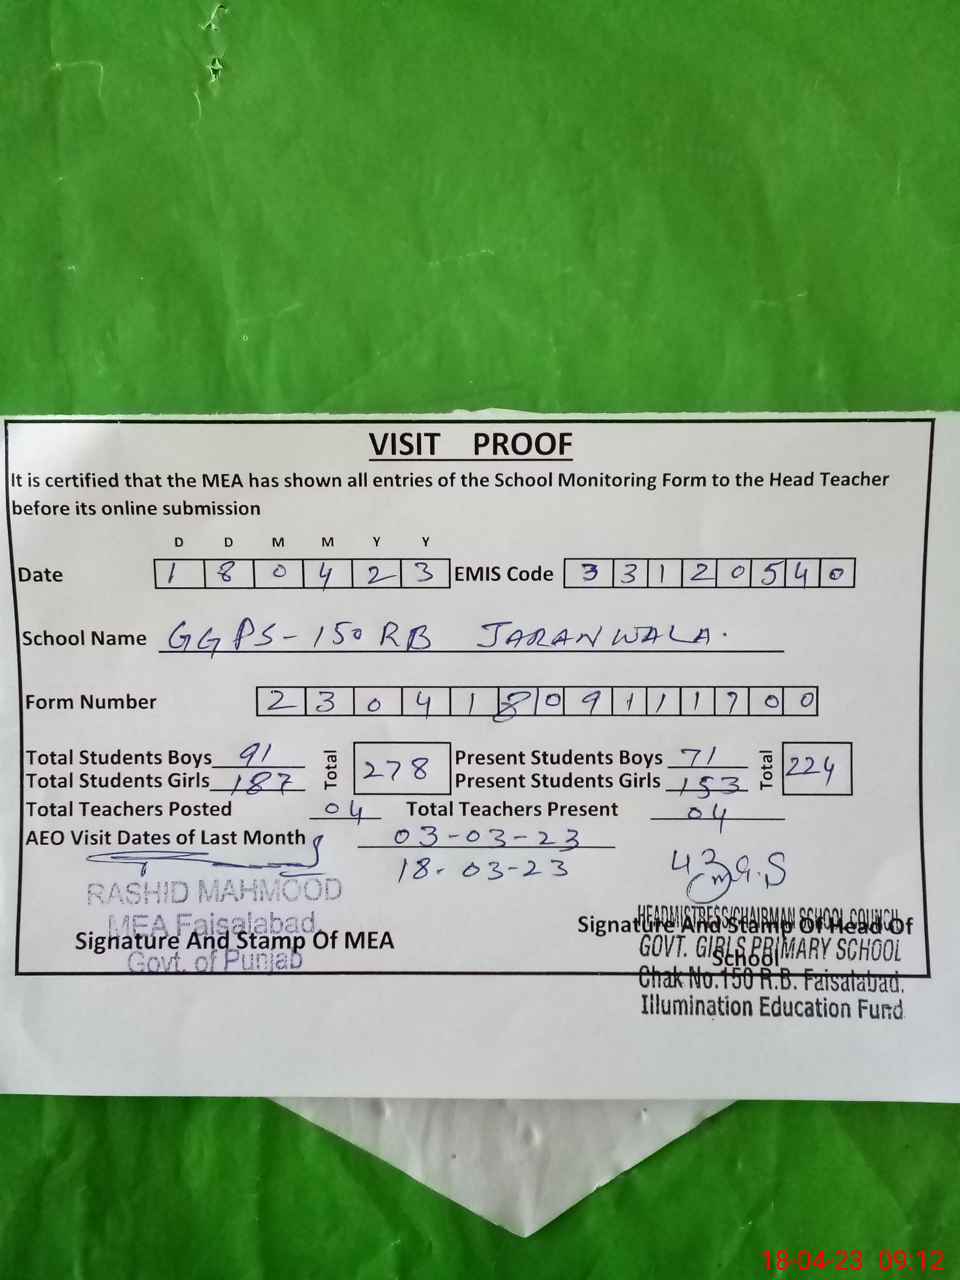 VISIT PROOF
It is certified that the MEA has shown all entries of the School Monitoring Form to the Head Teacher
before its online submission
D D M M Y Y
Date 1 8 0 4 2 3 EMIS Code 3 3 1 2 0 5 4 0
School Name GGPS-150 RB JARANWALA.
Form Number 2 3 0 4 1 8 0 9 1 1 1 7 0 0
Total Students Boys 91 Total 278 Present Students Boys 71 Total 224
Total Students Girls 187 Present Students Girls 153
Total Teachers Posted 04 Total Teachers Present 04
AEO Visit Dates of Last Month 03-03-23
18-03-23
RASHID MAHMOOD
MEA Faisalabad.
Signature And Stamp Of MEA
Govt. of Punjab
HEADMISTRESS/CHAIRMAN SCHOOL COUNCIL
Signature And Stamp Of Head Of
School
GOVT. GIRLS PRIMARY SCHOOL
Chak No.150 R.B. Faisalabad.
Illumination Education Fund
18-04-23 09:12